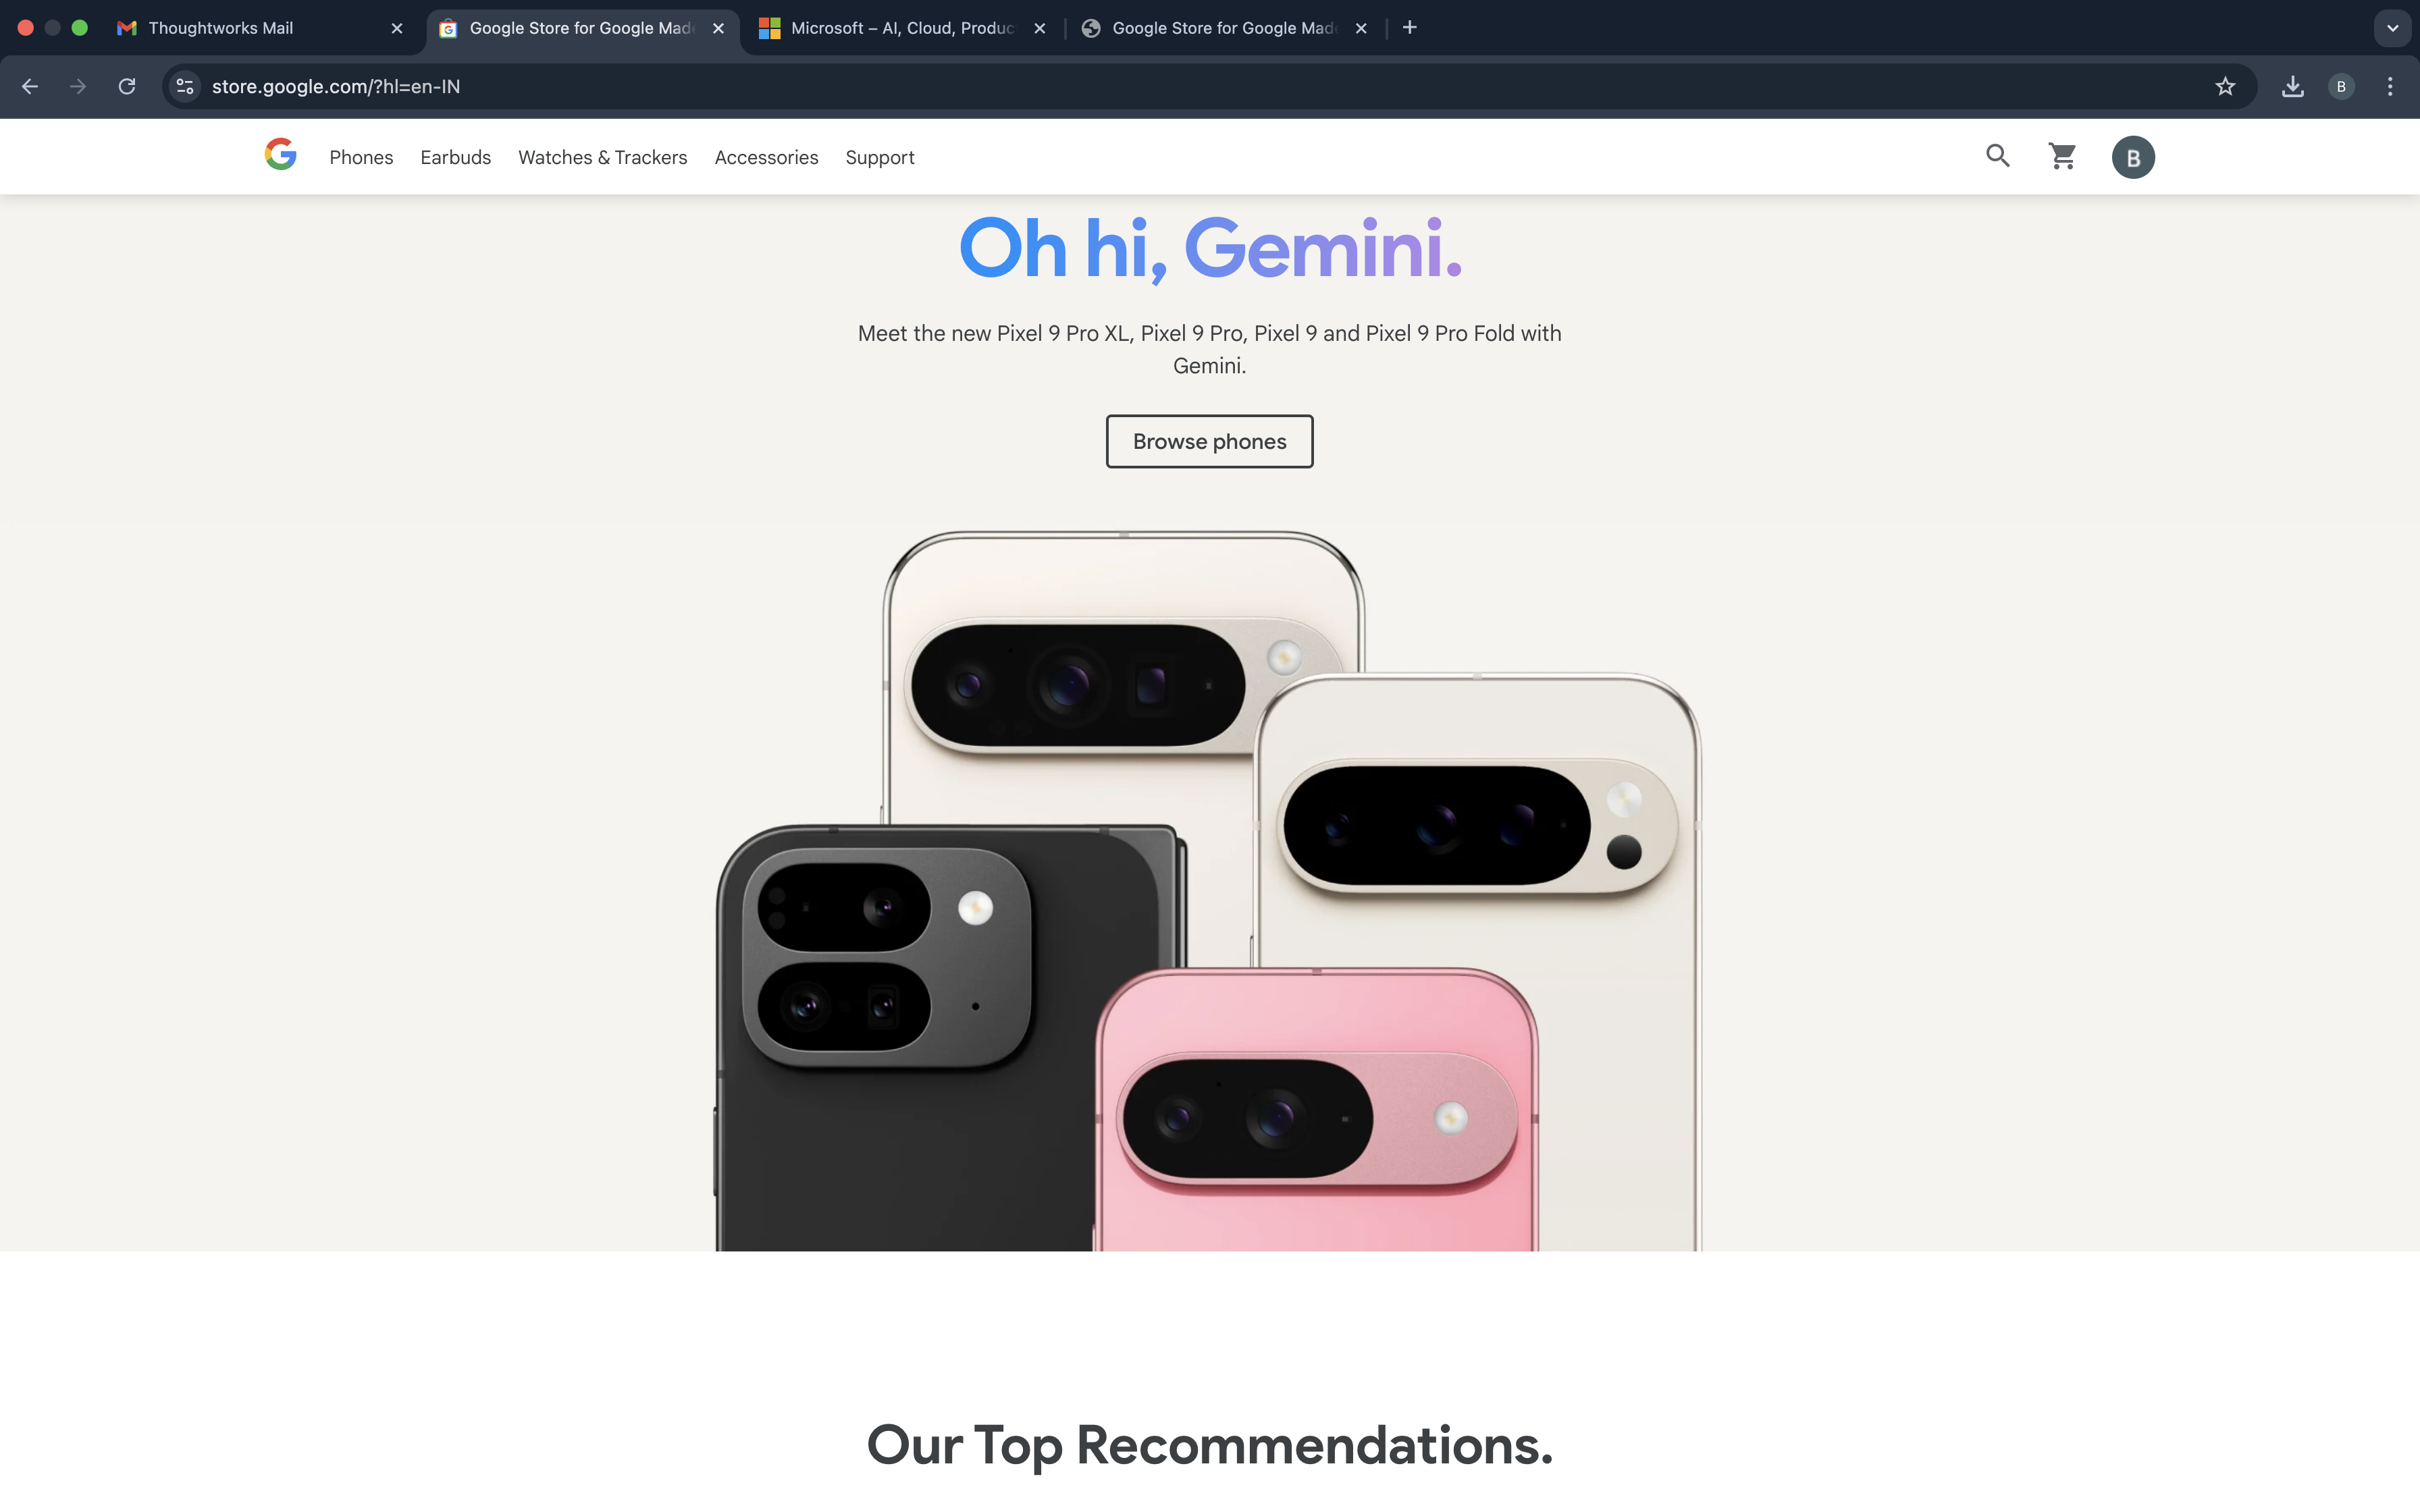 Thoughtworks Mail
Google Store for Google Mad
Microsoft – AI, Cloud, Produc
Google Store for Google Mad
store.google.com/?hl=en-IN
B
G
Phones
Earbuds
Watches & Trackers
Accessories
Support
B
Oh hi, Gemini.
Meet the new Pixel 9 Pro XL, Pixel 9 Pro, Pixel 9 and Pixel 9 Pro Fold with
Gemini.
Browse phones
Our Top Recommendations.